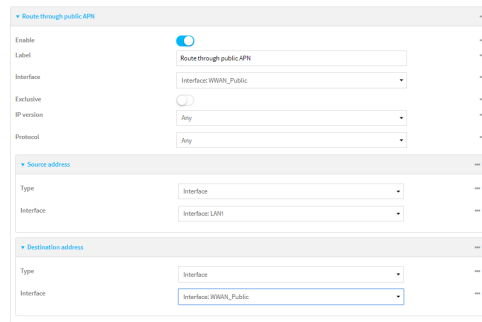 Route through public APN
Enable
Label
Route through public APN
Interface
Interface: WWAN_Public
Exclusive
IP version
Any
Protocol
Any
Source address
Type
Interface
Interface
Interface: LAN1
Destination address
Type
Interface
Interface
Interface: WWAN_Public